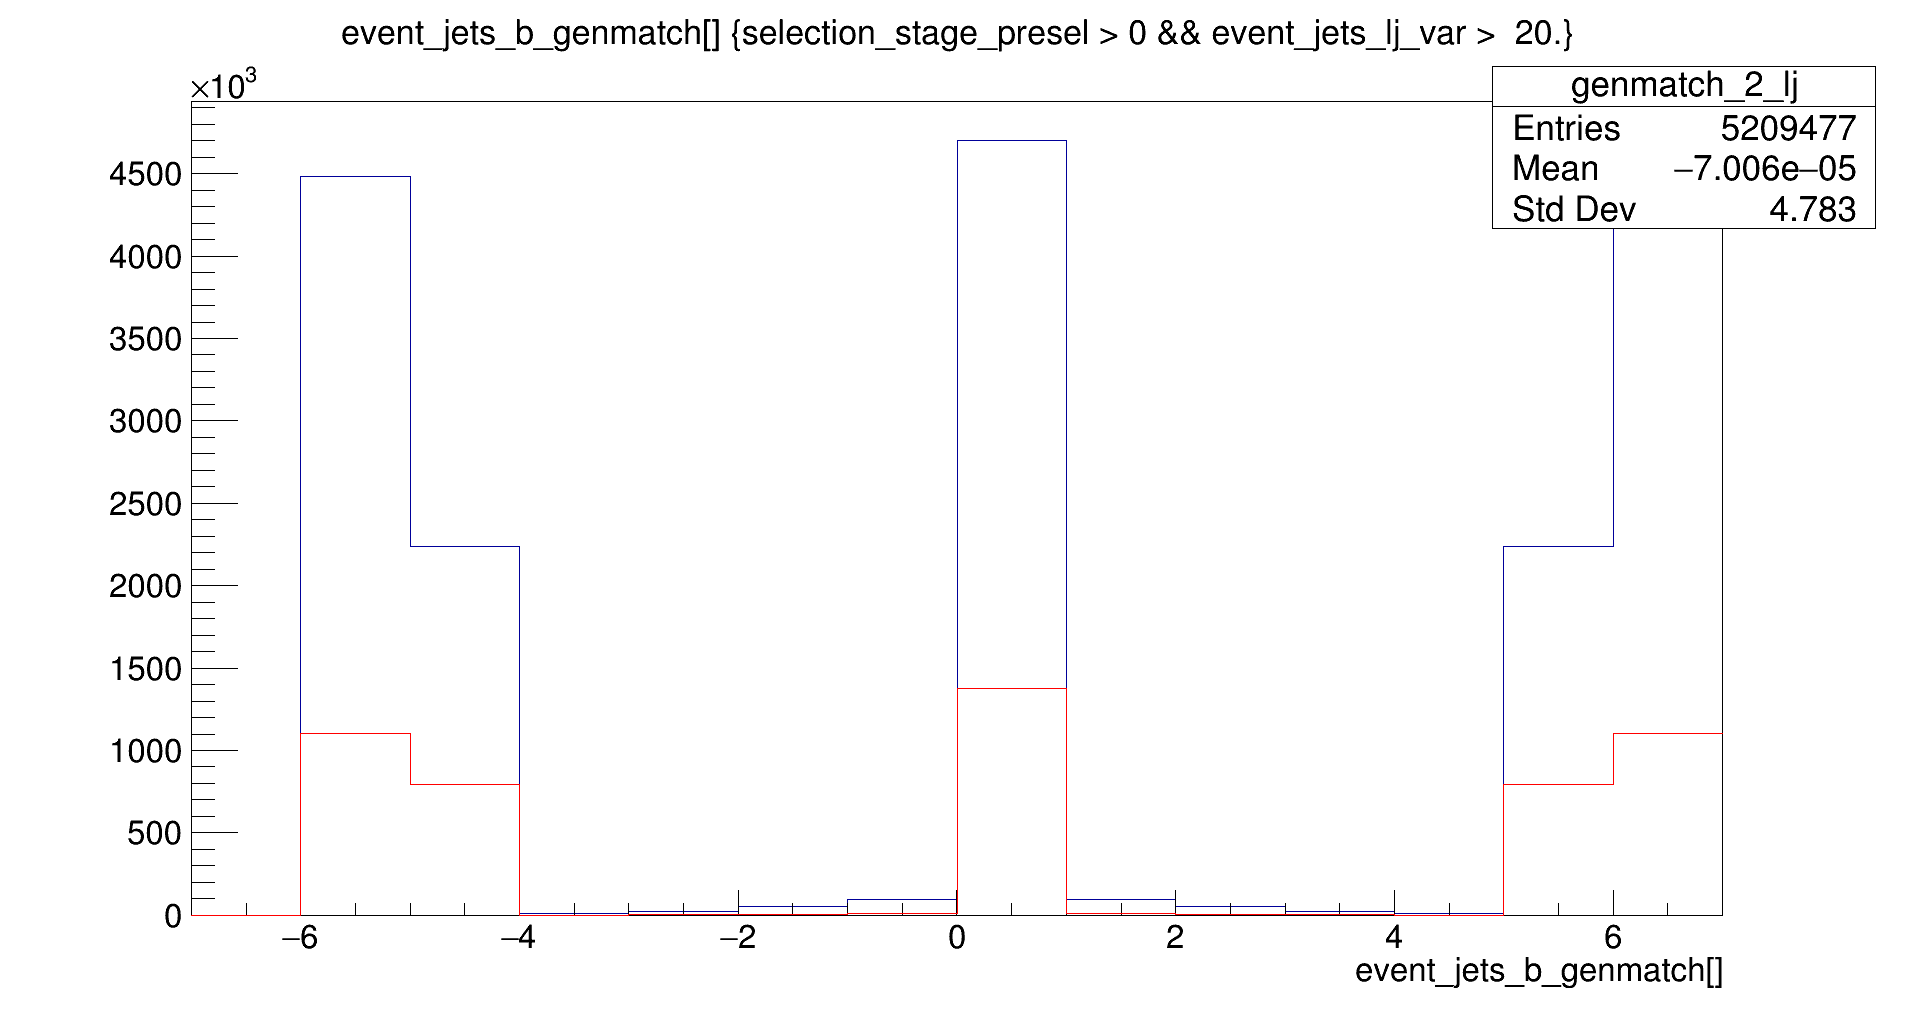 event_jets_b_genmatch[] {selection_stage_presel > 0 && event_jets_lj_var >  20.}
×10³
genmatch_2_lj
Entries 5209477
Mean −7.006e−05
Std Dev 4.783
4500
4000
3500
3000
2500
2000
1500
1000
500
0
−6 −4 −2 0 2 4 6
event_jets_b_genmatch[]